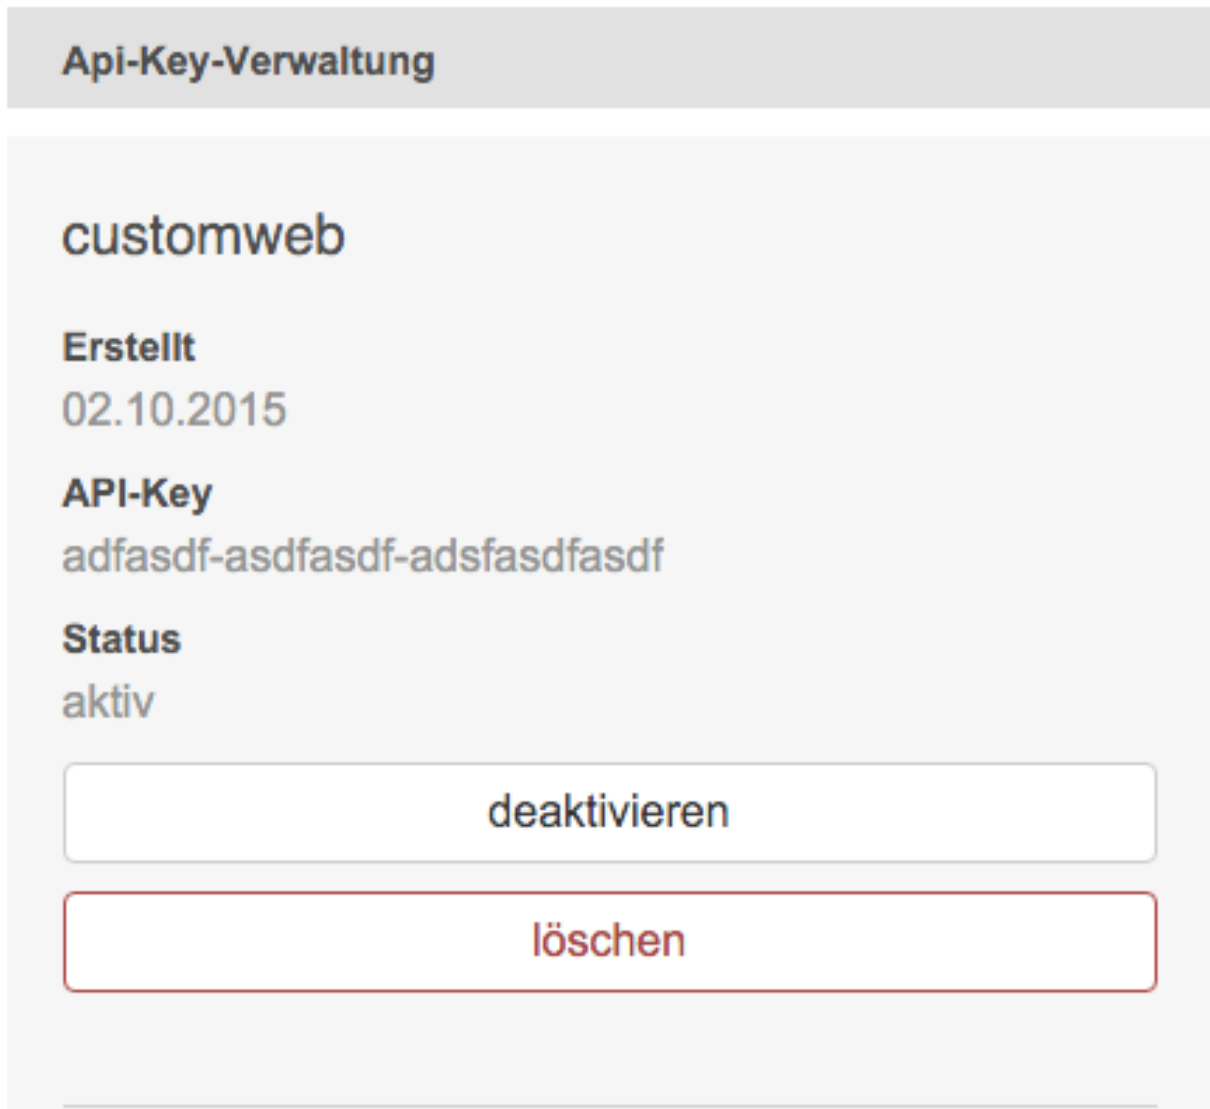 Api-Key-Verwaltung
customweb
Erstellt
02.10.2015
API-Key
adfasdf-asdfasdf-adsfasdfasdf
Status
aktiv
deaktivieren
löschen